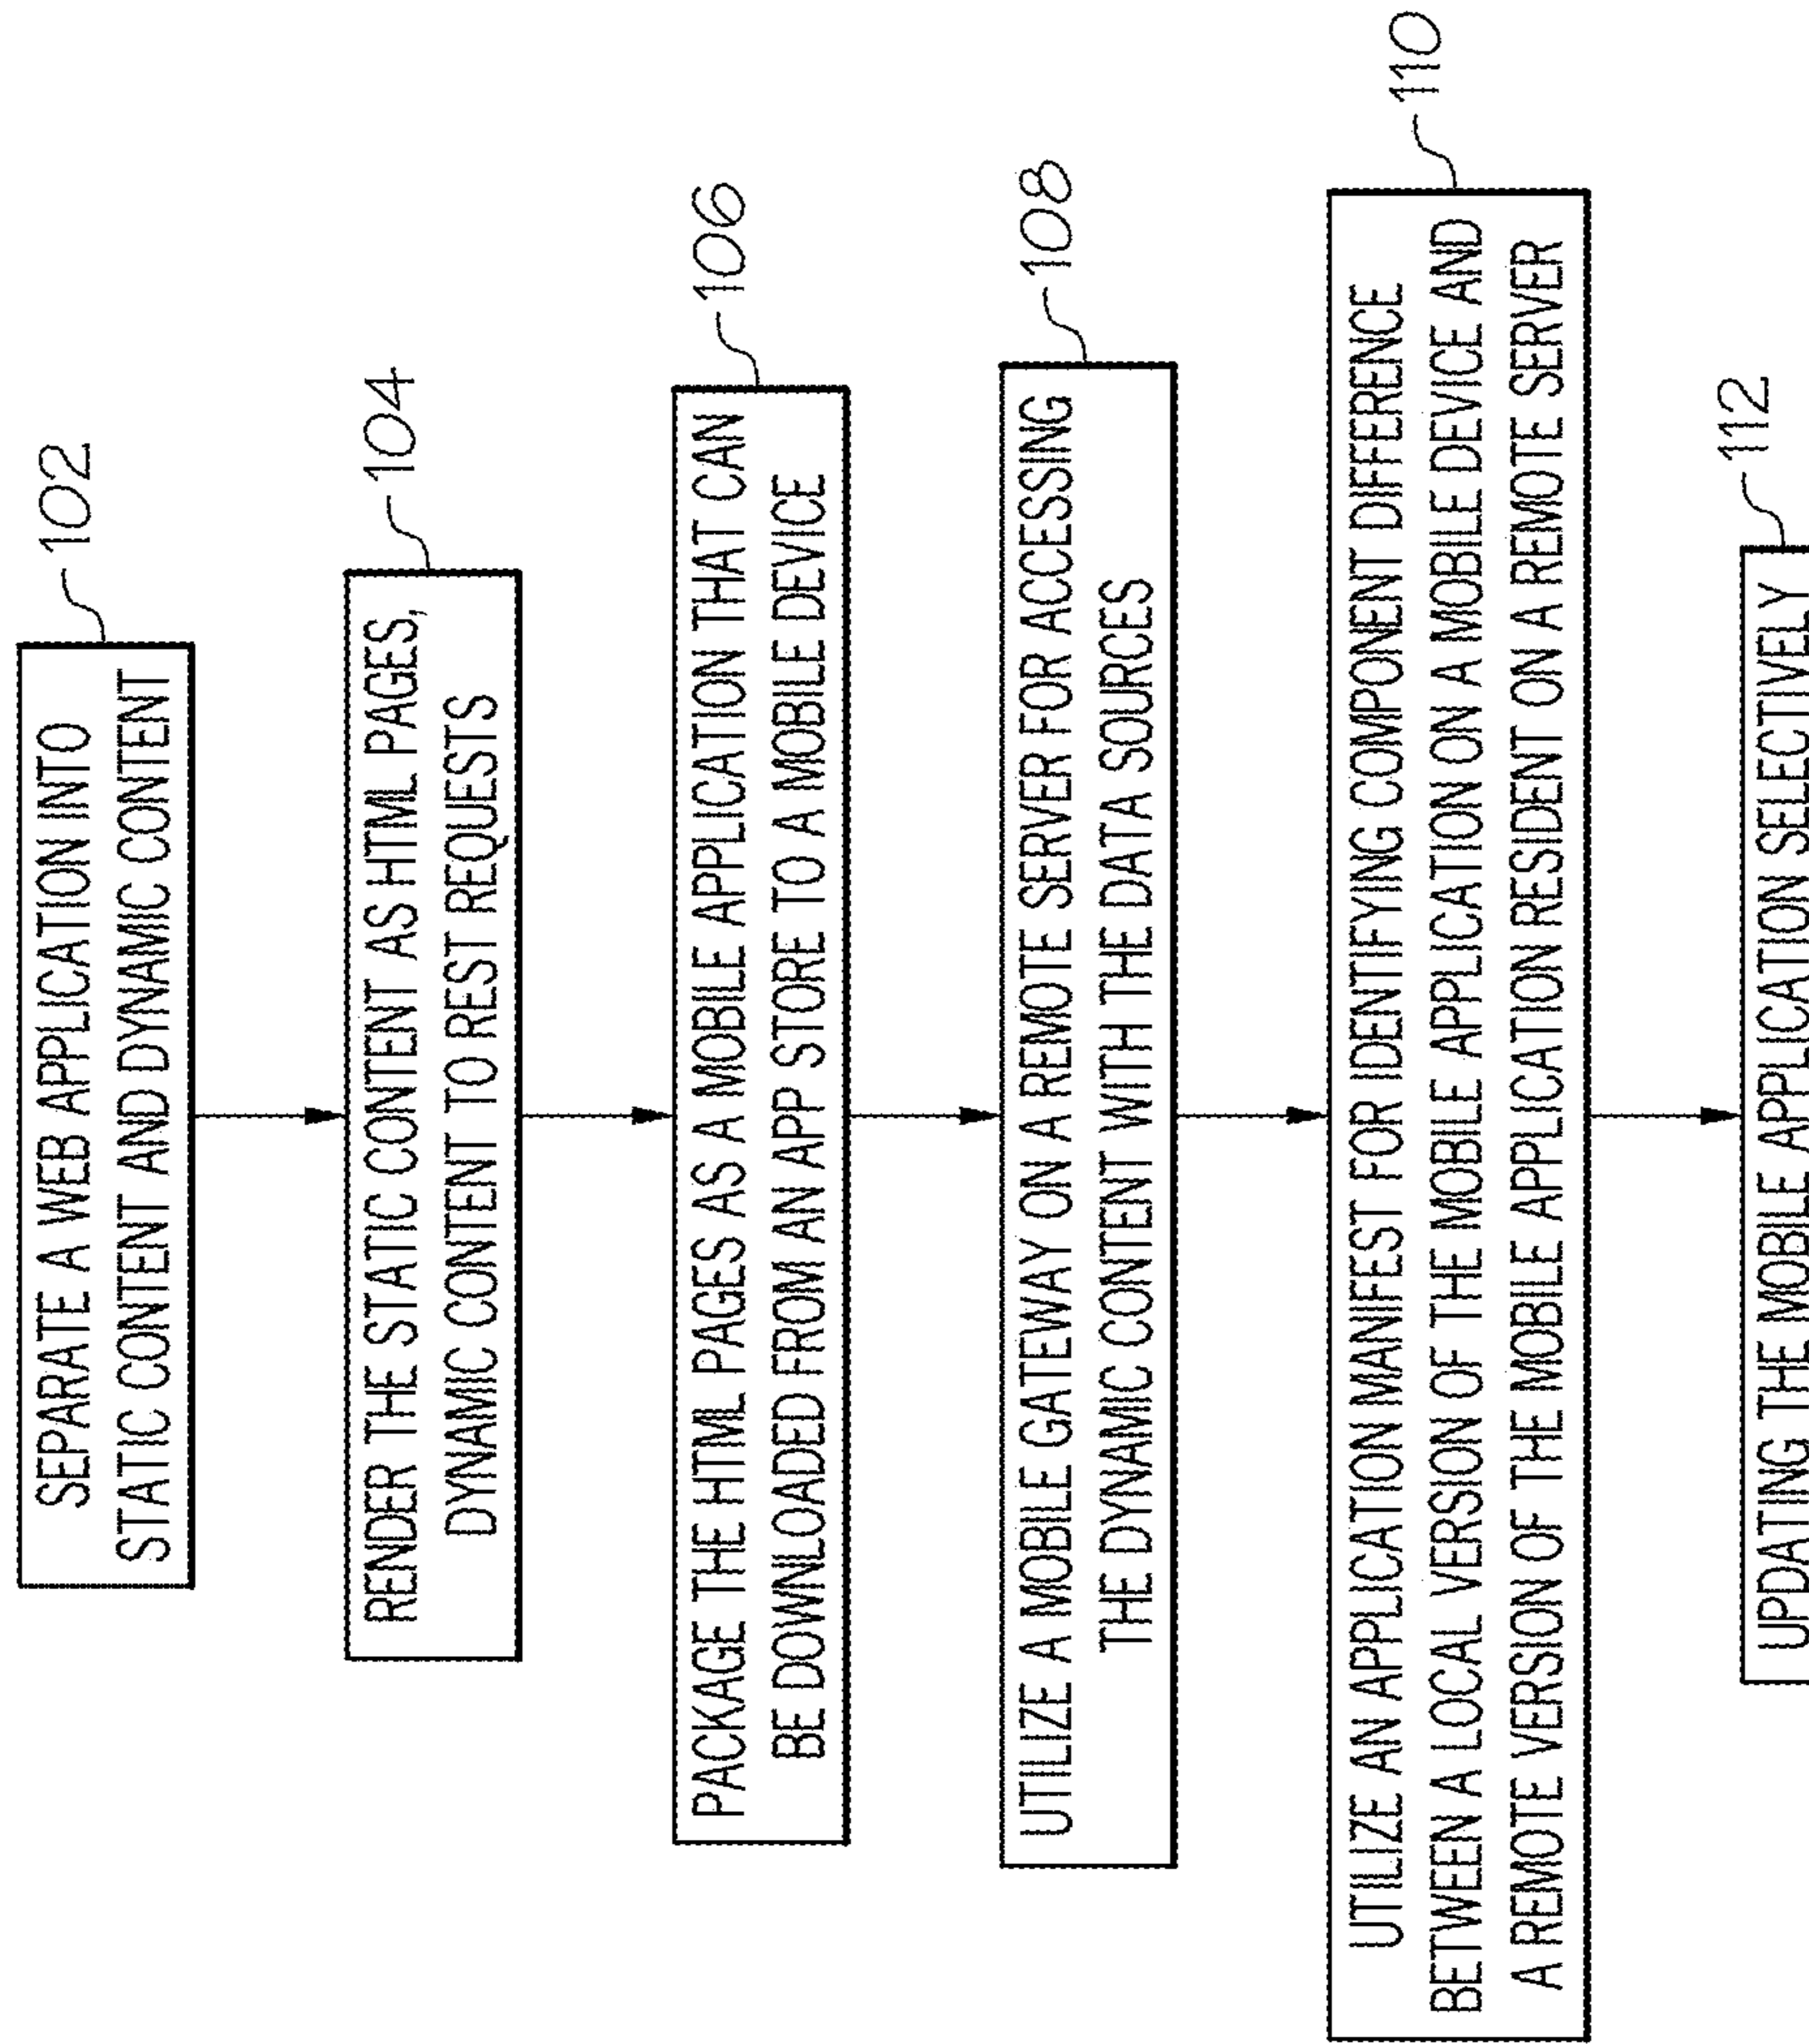 SEPARATE A WEB APPLICATION INTO
STATIC CONTENT AND DYNAMIC CONTENT
102
RENDER THE STATIC CONTENT AS HTML PAGES,
DYNAMIC CONTENT TO REST REQUESTS
104
PACKAGE THE HTML PAGES AS A MOBILE APPLICATION THAT CAN
BE DOWNLOADED FROM AN APP STORE TO A MOBILE DEVICE
106
UTILIZE A MOBILE GATEWAY ON A REMOTE SERVER FOR ACCESSING
THE DYNAMIC CONTENT WITH THE DATA SOURCES
108
UTILIZE AN APPLICATION MANIFEST FOR IDENTIFYING COMPONENT DIFFERENCE
BETWEEN A LOCAL VERSION OF THE MOBILE APPLICATION ON A MOBILE DEVICE AND
A REMOTE VERSION OF THE MOBILE APPLICATION RESIDENT ON A REMOTE SERVER
110
UPDATING THE MOBILE APPLICATION SELECTIVELY
112